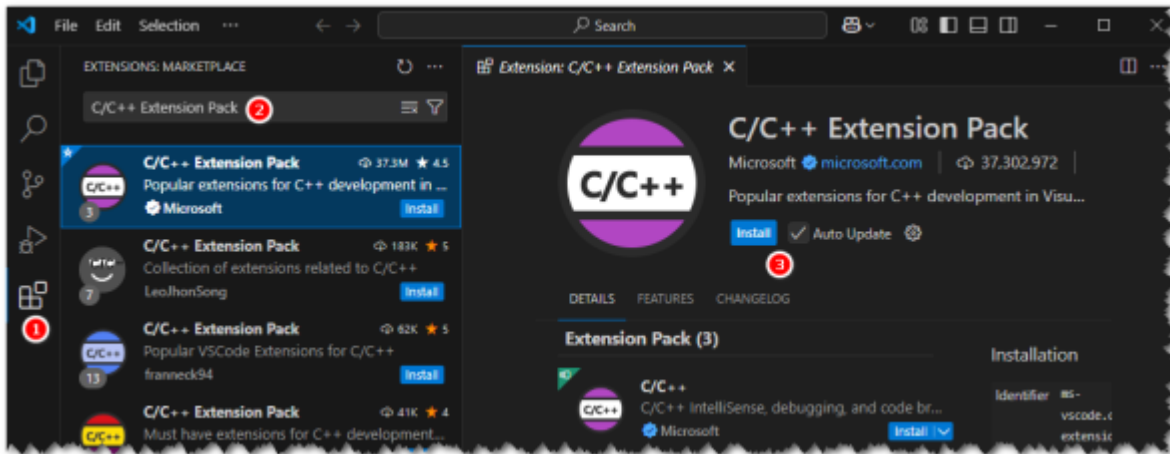 File Edit Selection ··· Search
EXTENSIONS: MARKETPLACE
C/C++ Extension Pack 2
C/C++ Extension Pack 37.3M ★ 4.5
Popular extensions for C++ development in ...
Microsoft Install
C/C++
3
C/C++ Extension Pack 183K ★ 5
Collection of extensions related to C/C++
LeoJhonSong Install
7
C/C++ Extension Pack 62K ★ 5
Popular VSCode Extensions for C/C++
franneck94 Install
C/C++
13
C/C++ Extension Pack 41K ★ 4
Must have extensions for C++ development...
C/C++
1
Extension: C/C++ Extension Pack
C/C++
C/C++ Extension Pack
Microsoft microsoft.com | 37,302,972 |
Popular extensions for C++ development in Visu...
Install Auto Update
3
DETAILS FEATURES CHANGELOG
Extension Pack (3)
C/C++
C/C++
C/C++ IntelliSense, debugging, and code br...
Microsoft Install
Installation
Identifier ms-
vscode.c
extensic